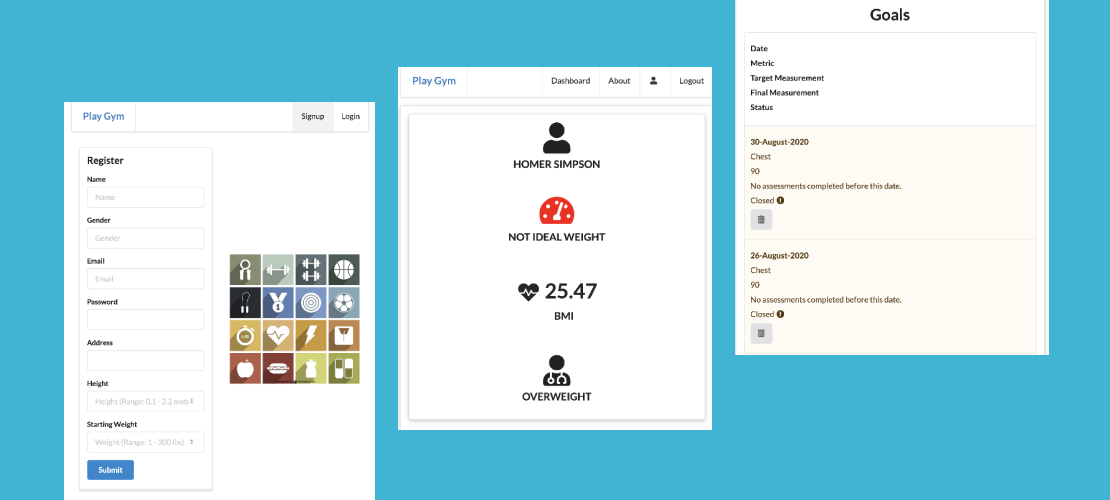 Play Gym
Signup
Login
Register
Name
Name
Gender
Gender
Email
Email
Password
Address
Height
Height (Range: 0.1 - 2.2 met
Starting Weight
Weight (Range: 1 - 300 lbs)
Submit
1
Play Gym
Dashboard
About
Logout
HOMER SIMPSON
NOT IDEAL WEIGHT
25.47
BMI
OVERWEIGHT
Goals
Date
Metric
Target Measurement
Final Measurement
Status
30-August-2020
Chest
90
No assessments completed before this date.
Closed
26-August-2020
Chest
90
No assessments completed before this date.
Closed